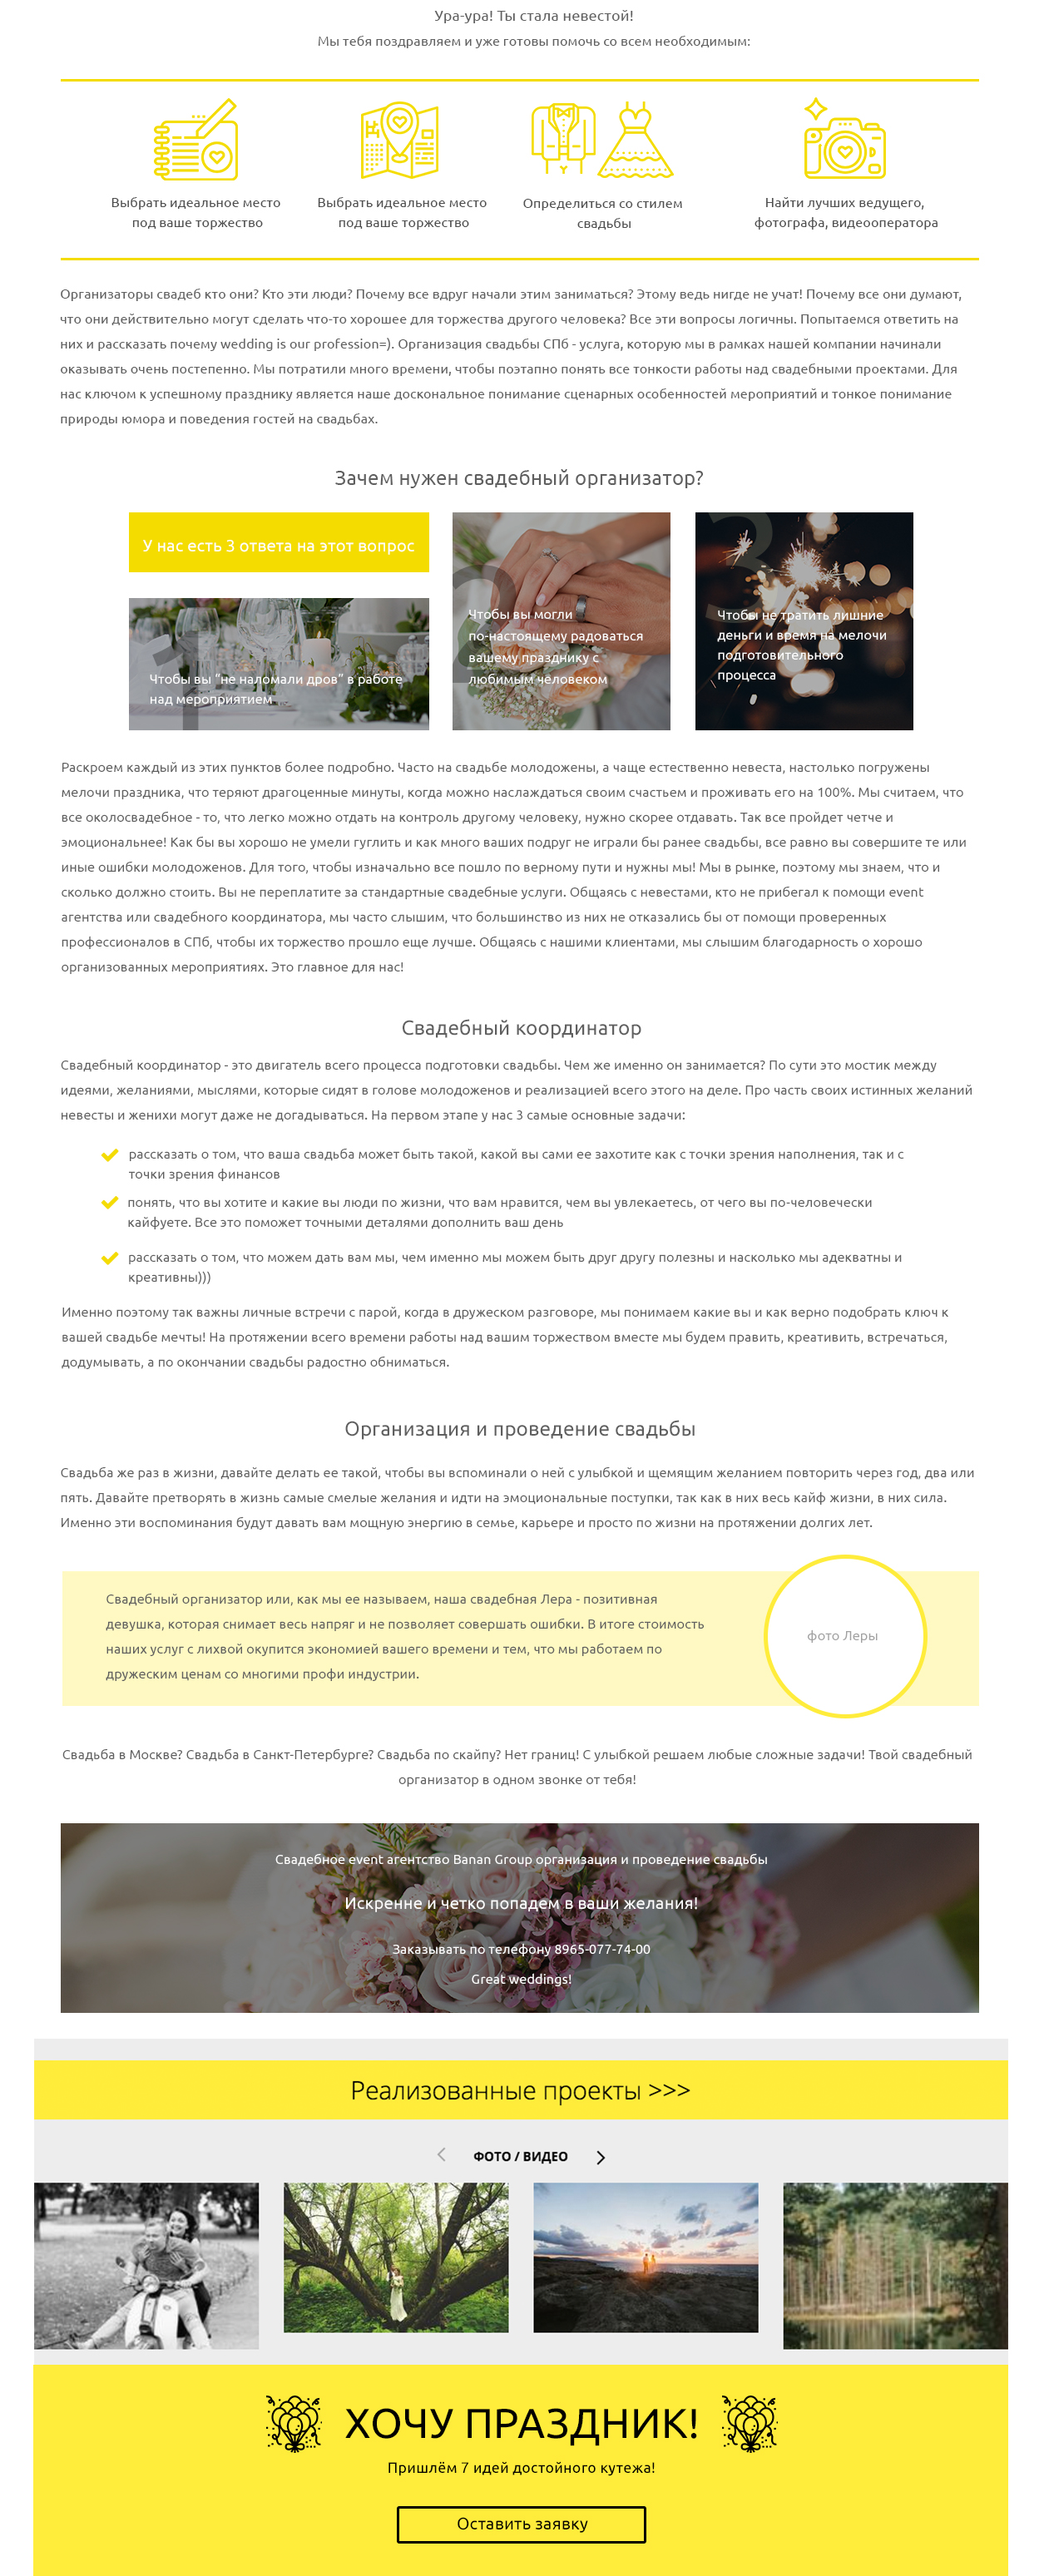 Ура-ура! Ты стала невестой!
Мы тебя поздравляем и уже готовы помочь со всем необходимым:
Выбрать идеальное место
под ваше торжество
Выбрать идеальное место
под ваше торжество
Определиться со стилем
свадьбы
Найти лучших ведущего,
фотографа, видеооператора
Организаторы свадеб кто они? Кто эти люди? Почему все вдруг начали этим заниматься? Этому ведь нигде не учат! Почему все они думают,
что они действительно могут сделать что-то хорошее для торжества другого человека? Все эти вопросы логичны. Попытаемся ответить на
них и рассказать почему wedding is our profession=). Организация свадьбы СПб - услуга, которую мы в рамках нашей компании начинали
оказывать очень постепенно. Мы потратили много времени, чтобы поэтапно понять все тонкости работы над свадебными проектами. Для
нас ключом к успешному празднику является наше доскональное понимание сценарных особенностей мероприятий и тонкое понимание
природы юмора и поведения гостей на свадьбах.
Зачем нужен свадебный организатор?
У нас есть 3 ответа на этот вопрос
1
Чтобы вы "не наломали дров" в работе
над мероприятием
2
Чтобы вы могли
по-настоящему радоваться
вашему празднику с
любимым человеком
3
Чтобы не тратить лишние
деньги и время на мелочи
подготовительного
процесса
Раскроем каждый из этих пунктов более подробно. Часто на свадьбе молодожены, а чаще естественно невеста, настолько погружены
мелочи праздника, что теряют драгоценные минуты, когда можно наслаждаться своим счастьем и проживать его на 100%. Мы считаем, что
все околосвадебное - то, что легко можно отдать на контроль другому человеку, нужно скорее отдавать. Так все пройдет четче и
эмоциональнее! Как бы вы хорошо не умели гуглить и как много ваших подруг не играли бы ранее свадьбы, все равно вы совершите те или
иные ошибки молодоженов. Для того, чтобы изначально все пошло по верному пути и нужны мы! Мы в рынке, поэтому мы знаем, что и
сколько должно стоить. Вы не переплатите за стандартные свадебные услуги. Общаясь с невестами, кто не прибегал к помощи event
агентства или свадебного координатора, мы часто слышим, что большинство из них не отказались бы от помощи проверенных
профессионалов в СПб, чтобы их торжество прошло еще лучше. Общаясь с нашими клиентами, мы слышим благодарность о хорошо
организованных мероприятиях. Это главное для нас!
Свадебный координатор
Свадебный координатор - это двигатель всего процесса подготовки свадьбы. Чем же именно он занимается? По сути это мостик между
идеями, желаниями, мыслями, которые сидят в голове молодоженов и реализацией всего этого на деле. Про часть своих истинных желаний
невесты и женихи могут даже не догадываться. На первом этапе у нас 3 самые основные задачи:
рассказать о том, что ваша свадьба может быть такой, какой вы сами ее захотите как с точки зрения наполнения, так и с
точки зрения финансов
понять, что вы хотите и какие вы люди по жизни, что вам нравится, чем вы увлекаетесь, от чего вы по-человечески
кайфуете. Все это поможет точными деталями дополнить ваш день
рассказать о том, что можем дать вам мы, чем именно мы можем быть друг другу полезны и насколько мы адекватны и
креативны)))
Именно поэтому так важны личные встречи с парой, когда в дружеском разговоре, мы понимаем какие вы и как верно подобрать ключ к
вашей свадьбе мечты! На протяжении всего времени работы над вашим торжеством вместе мы будем править, креативить, встречаться,
додумывать, а по окончании свадьбы радостно обниматься.
Организация и проведение свадьбы
Свадьба же раз в жизни, давайте делать ее такой, чтобы вы вспоминали о ней с улыбкой и щемящим желанием повторить через год, два или
пять. Давайте претворять в жизнь самые смелые желания и идти на эмоциональные поступки, так как в них весь кайф жизни, в них сила.
Именно эти воспоминания будут давать вам мощную энергию в семье, карьере и просто по жизни на протяжении долгих лет.
Свадебный организатор или, как мы ее называем, наша свадебная Лера - позитивная
девушка, которая снимает весь напряг и не позволяет совершать ошибки. В итоге стоимость
наших услуг с лихвой окупится экономией вашего времени и тем, что мы работаем по
дружеским ценам со многими профи индустрии.
фото Леры
Свадьба в Москве? Свадьба в Санкт-Петербурге? Свадьба по скайпу? Нет границ! С улыбкой решаем любые сложные задачи! Твой свадебный
организатор в одном звонке от тебя!
Свадебное event агентство Banan Group организация и проведение свадьбы
Искренне и четко попадем в ваши желания!
Заказывать по телефону 8965-077-74-00
Great weddings!
Реализованные проекты >>>
ФОТО / ВИДЕО
ХОЧУ ПРАЗДНИК!
Пришлём 7 идей достойного кутежа!
Оставить заявку